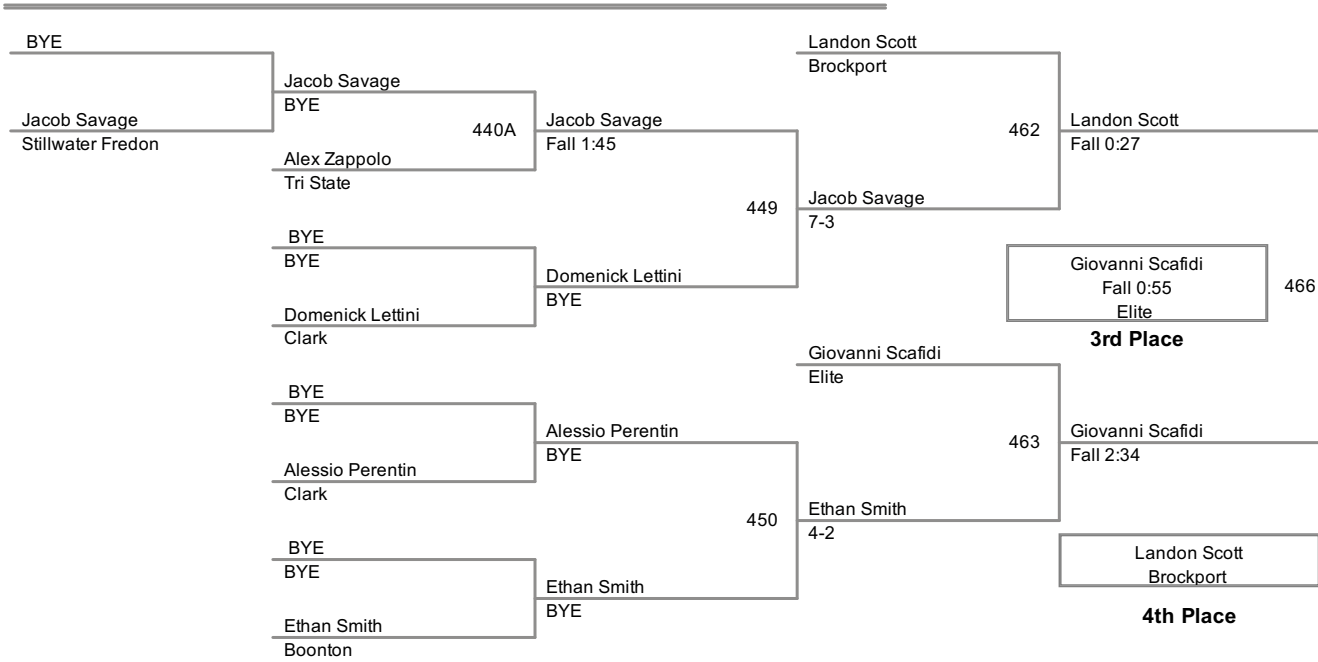 BYE
Jacob Savage
Stillwater Fredon
Jacob Savage
BYE
Alex Zappolo
Tri State
BYE
BYE
Domenick Lettini
Clark
BYE
BYE
Alessio Perentin
Clark
BYE
BYE
Ethan Smith
Boonton
440A
Jacob Savage
Fall 1:45
Domenick Lettini
BYE
Alessio Perentin
BYE
Ethan Smith
BYE
449
450
Landon Scott
Brockport
Jacob Savage
7-3
Giovanni Scafidi
Elite
Ethan Smith
4-2
462
463
Landon Scott
Fall 0:27
Giovanni Scafidi
Fall 0:55
Elite
466
3rd Place
Giovanni Scafidi
Fall 2:34
Landon Scott
Brockport
4th Place